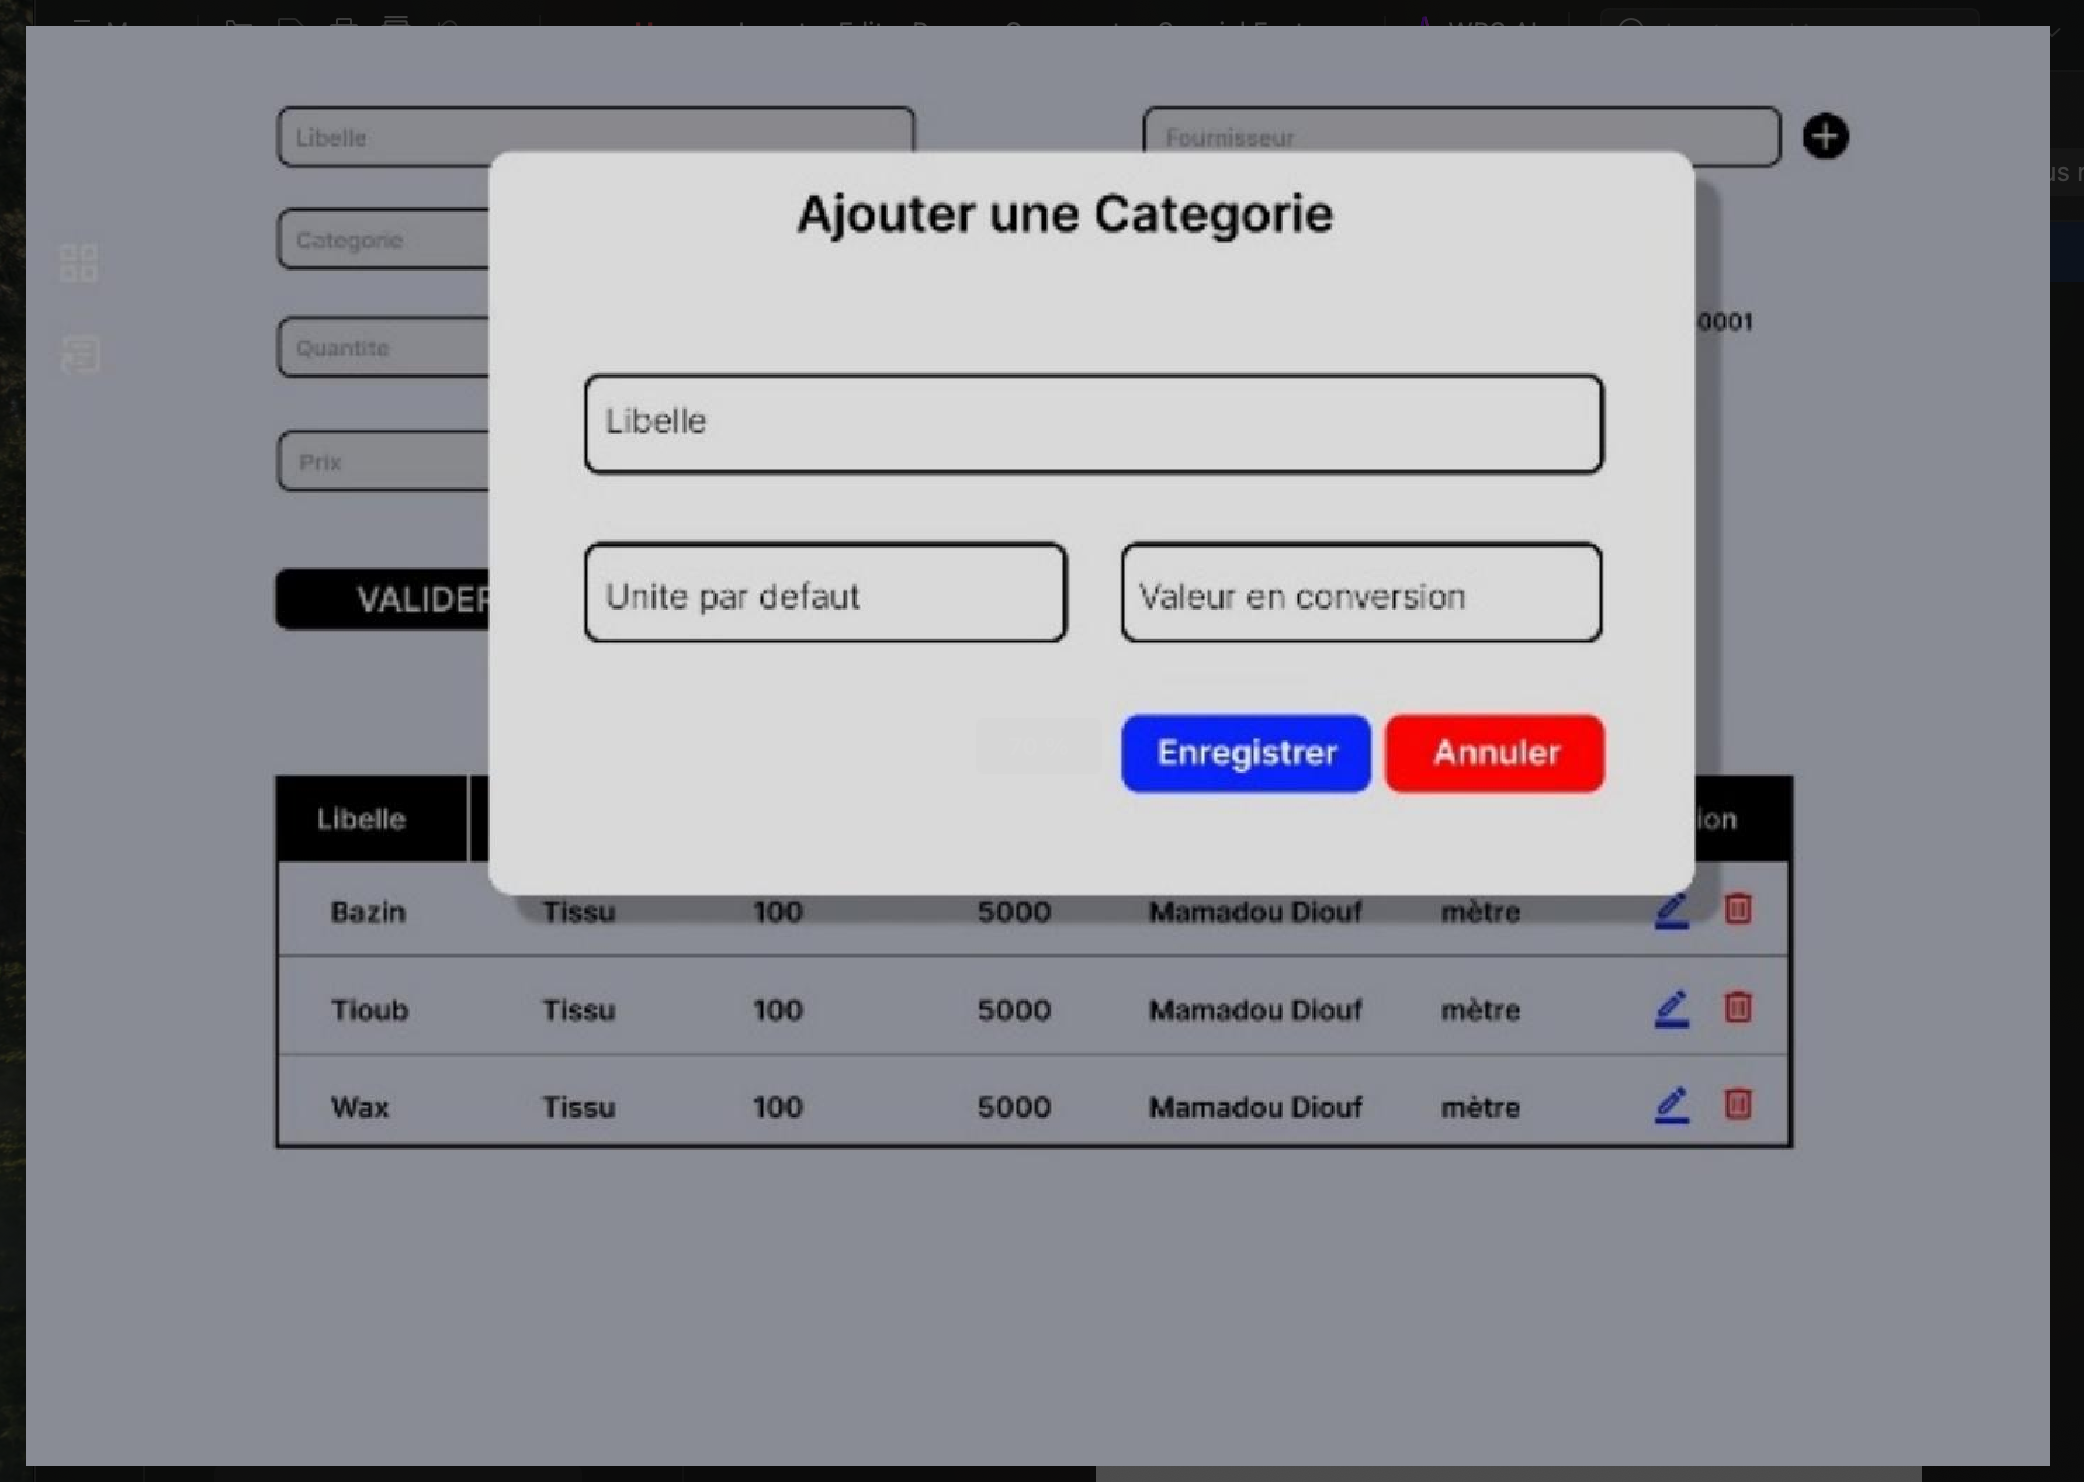 Libelle
Fournisseur
Ajouter une Categorie
Categorie
0001
Quantite
Libelle
Prix
Unite par defaut
Valeur en conversion
VALIDER
Enregistrer
Annuler
Libelle
ion
Bazin Tissu 100 5000 Mamadou Diouf mètre
Tioub Tissu 100 5000 Mamadou Diouf mètre
Wax Tissu 100 5000 Mamadou Diouf mètre